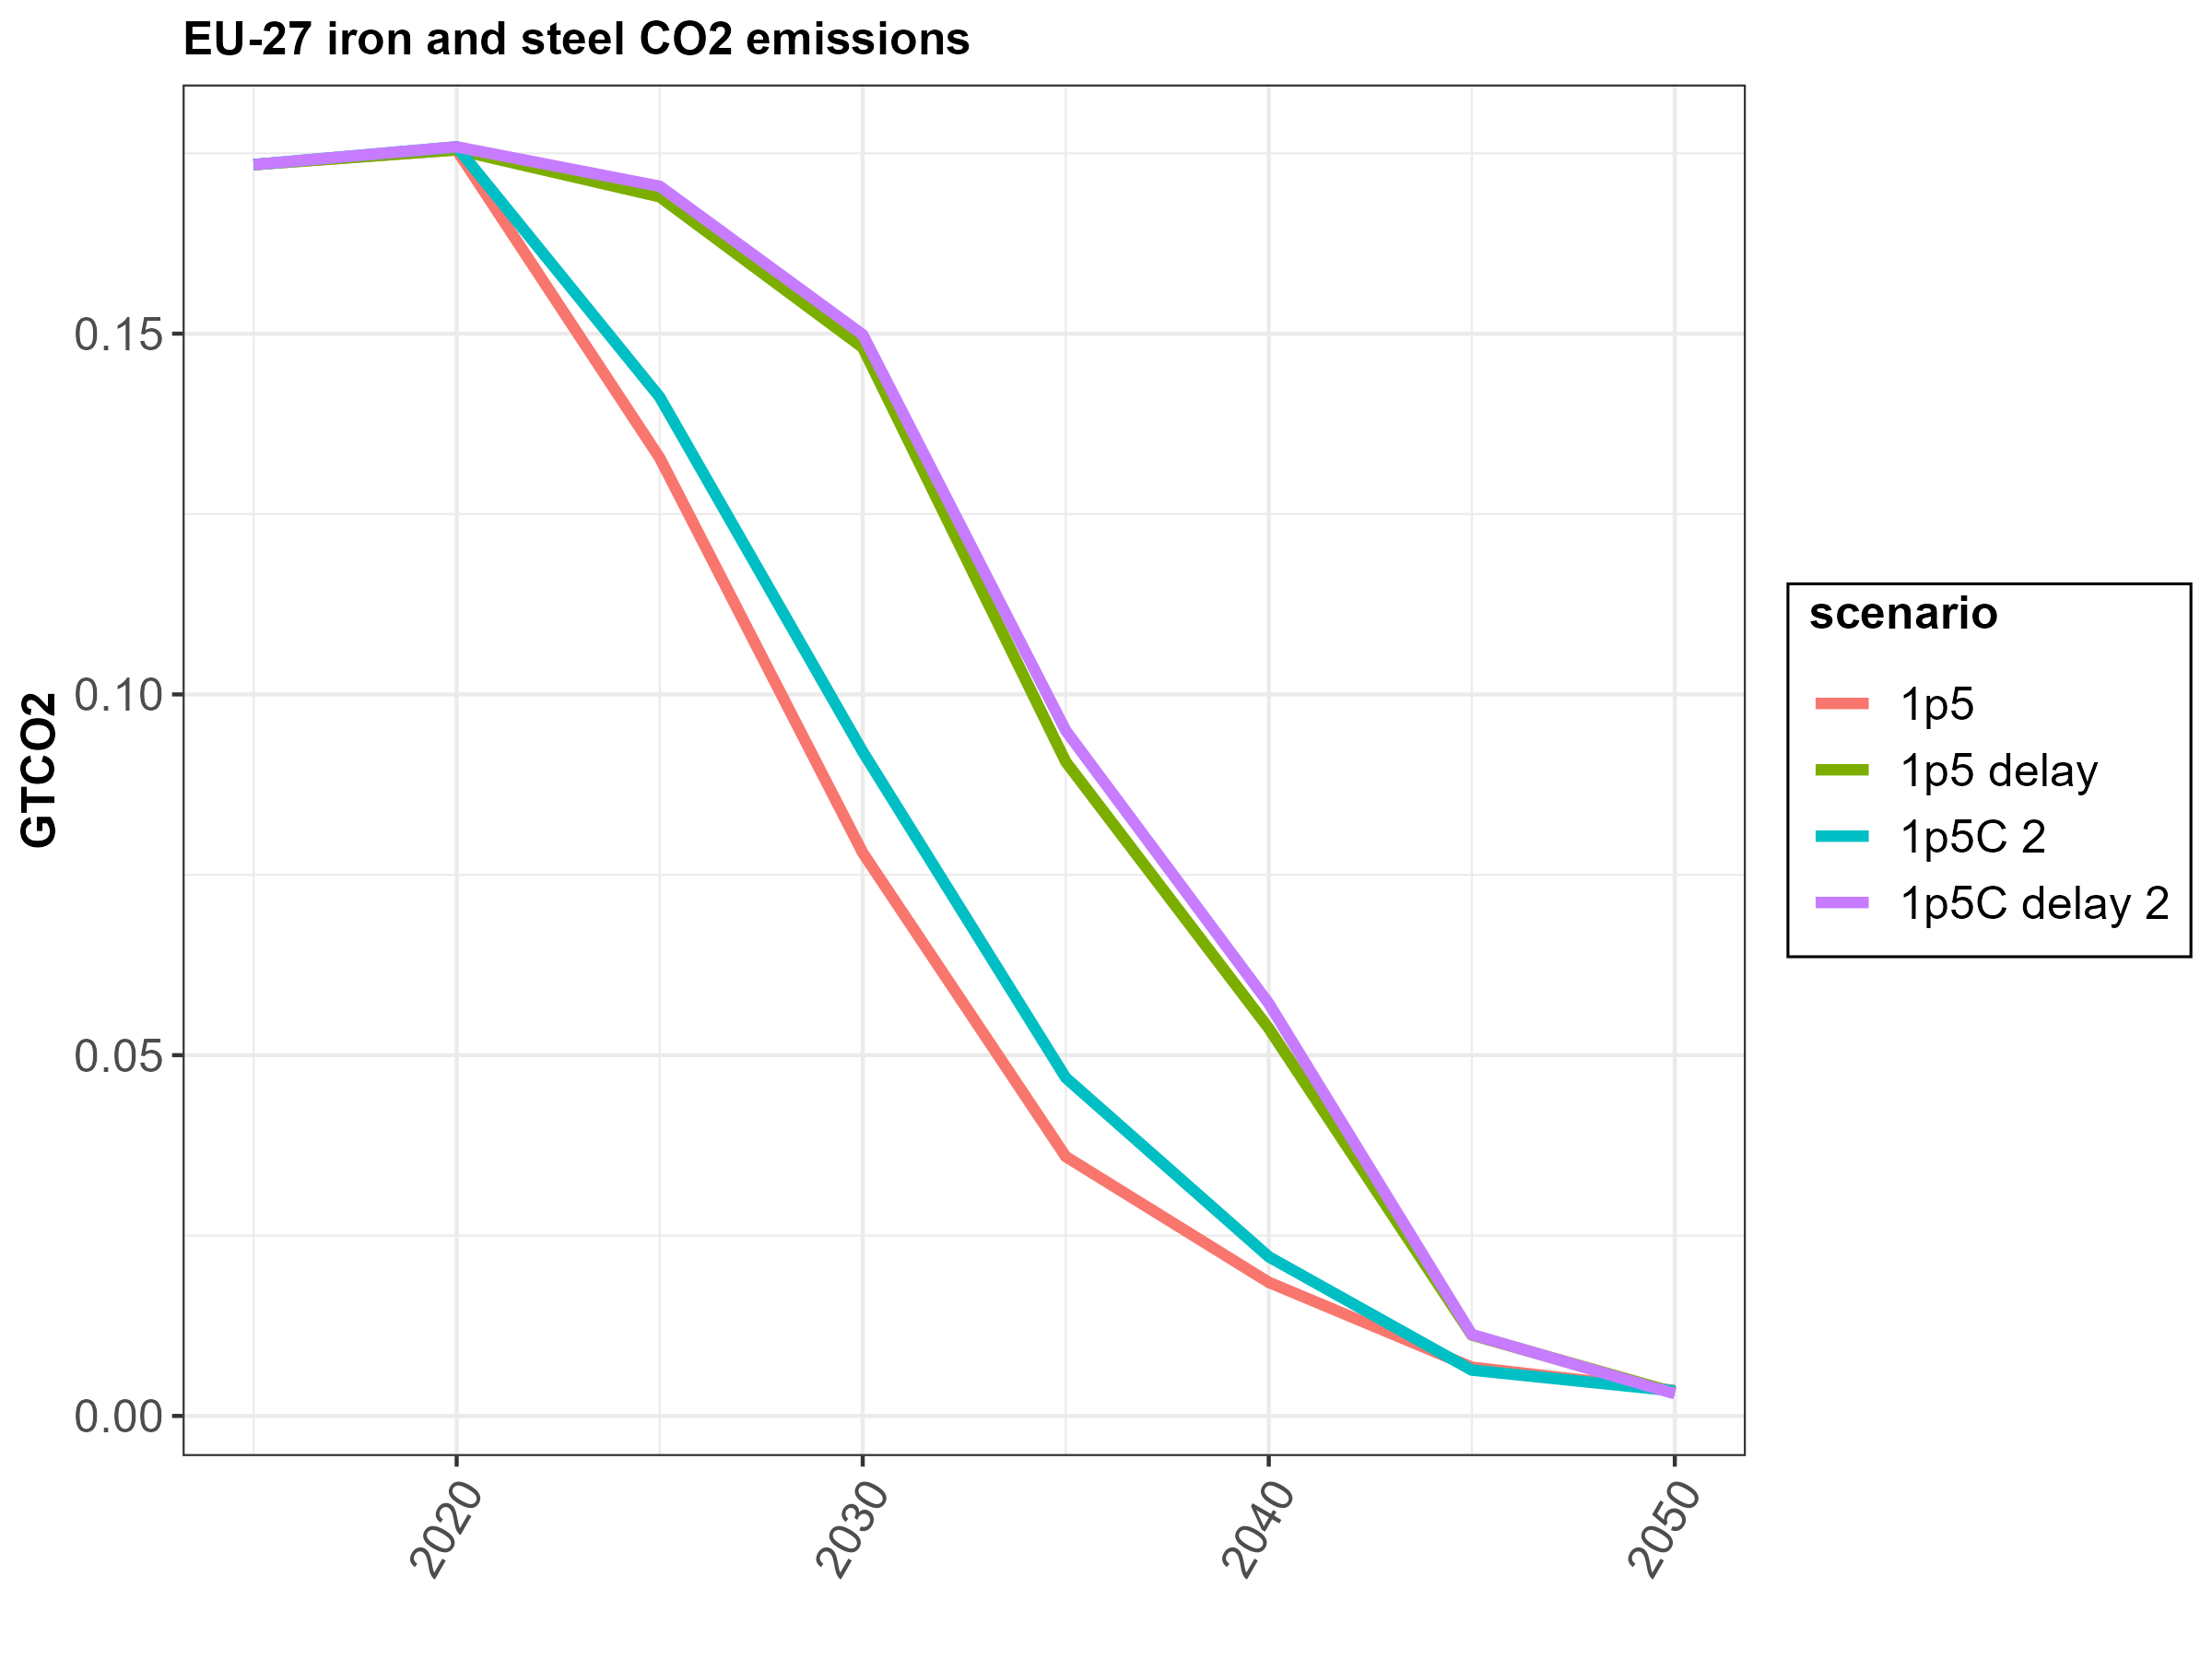 EU-27 iron and steel CO2 emissions
GTCO2
0.15
0.10
0.05
0.00
2020
2030
2040
2050
scenario
1p5
1p5 delay
1p5C 2
1p5C delay 2